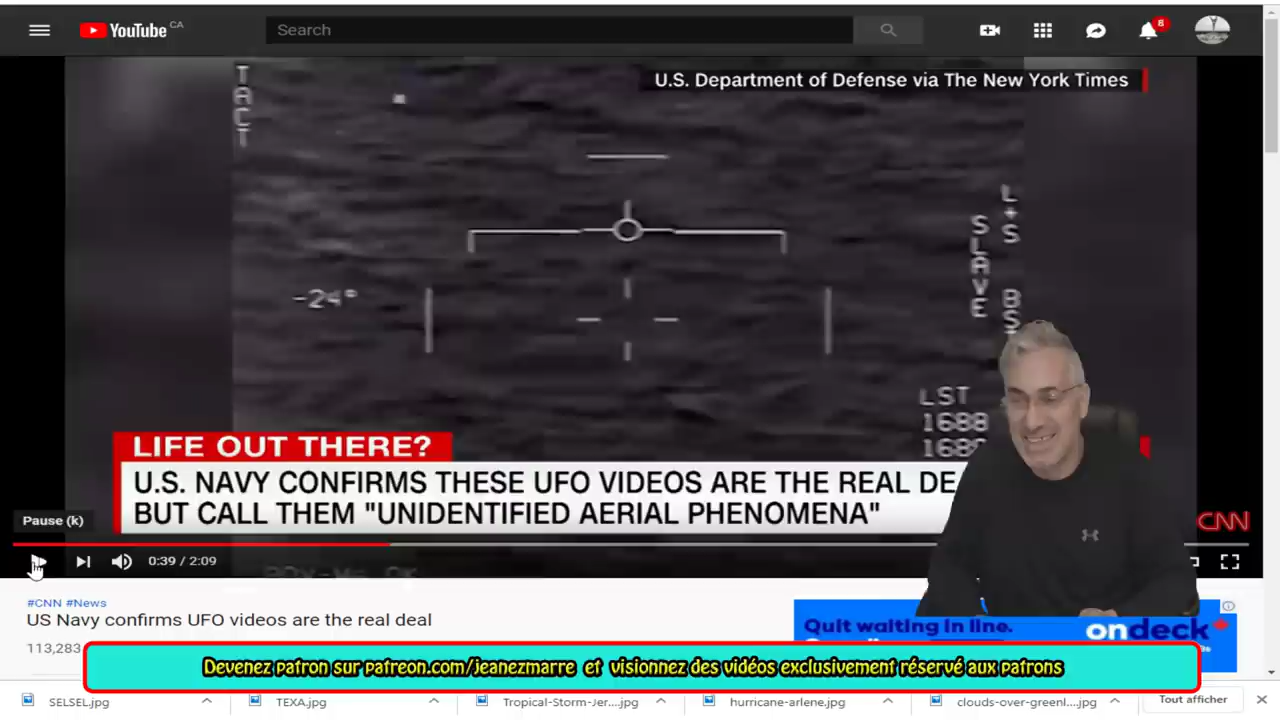 YouTube CA
Search
8
U.S. Department of Defense via The New York Times
TACT
L+S
SLAVE
-24°
LST
1688
LIFE OUT THERE?
U.S. NAVY CONFIRMS THESE UFO VIDEOS ARE THE REAL DE
BUT CALL THEM "UNIDENTIFIED AERIAL PHENOMENA"
CNN
Pause (k)
0:39 / 2:09
#CNN #News
US Navy confirms UFO videos are the real deal
113,283
Quit waiting in line.
ondeck
Devenez patron sur patreon.com/jeanezmarre et visionnez des vidéos exclusivement réservé aux patrons
SELSEL.jpg
TEXA.jpg
Tropical-Storm-Jer....jpg
hurricane-arlene.jpg
clouds-over-greenl....jpg
Tout afficher